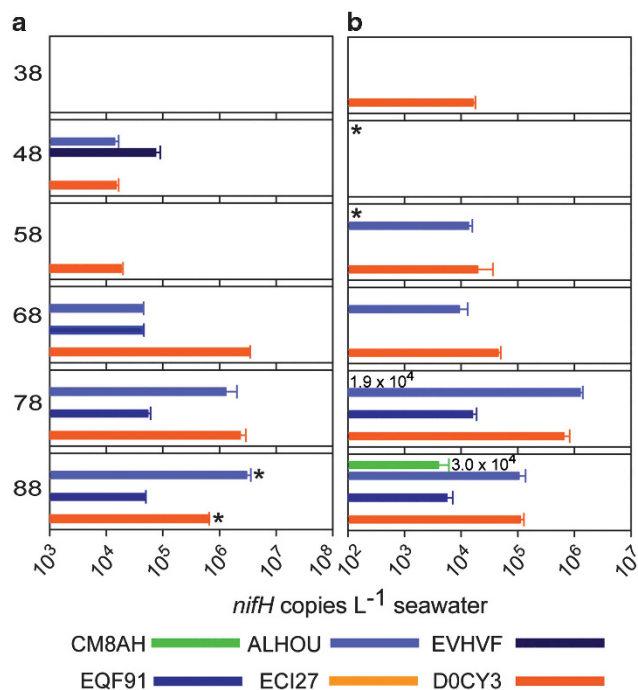 a b
38
48 *
58 *
68
78 1.9 x 10⁴
88 * * 3.0 x 10⁴
10³ 10⁴ 10⁵ 10⁶ 10⁷ 10⁸ 10² 10³ 10⁴ 10⁵ 10⁶ 10⁷
nifH copies L⁻¹ seawater
CM8AH ALHOU EVHVF
EQF91 ECI27 D0CY3